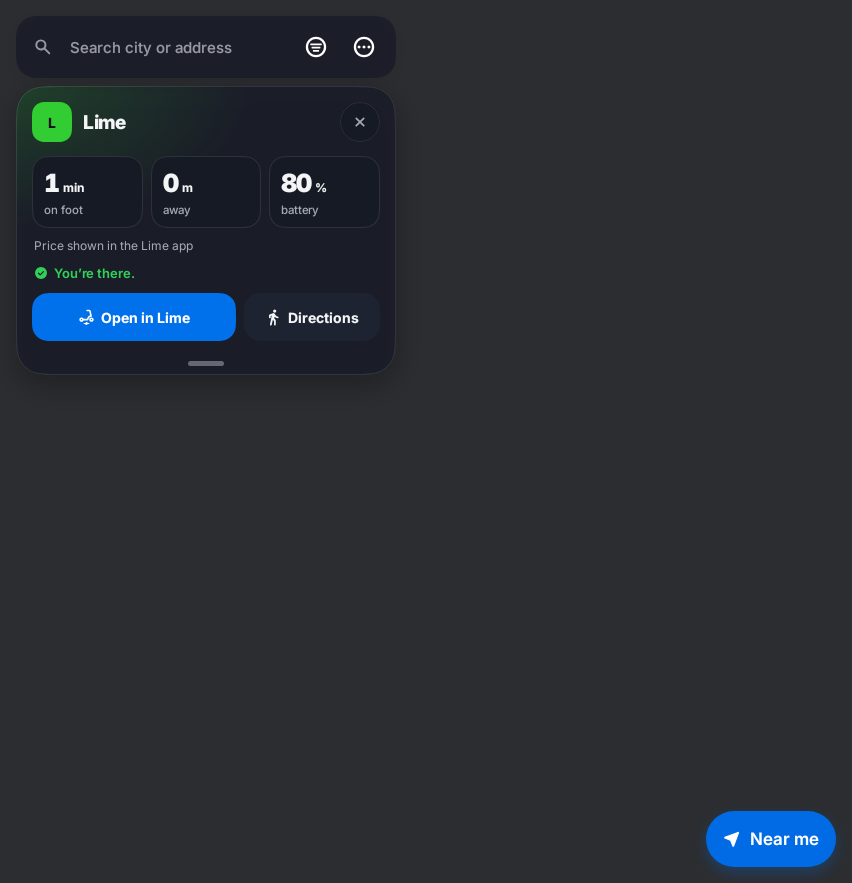 Search city or address
L
Lime
1 min
on foot
0 m
away
80 %
battery
Price shown in the Lime app
You’re there.
Open in Lime
Directions
Near me